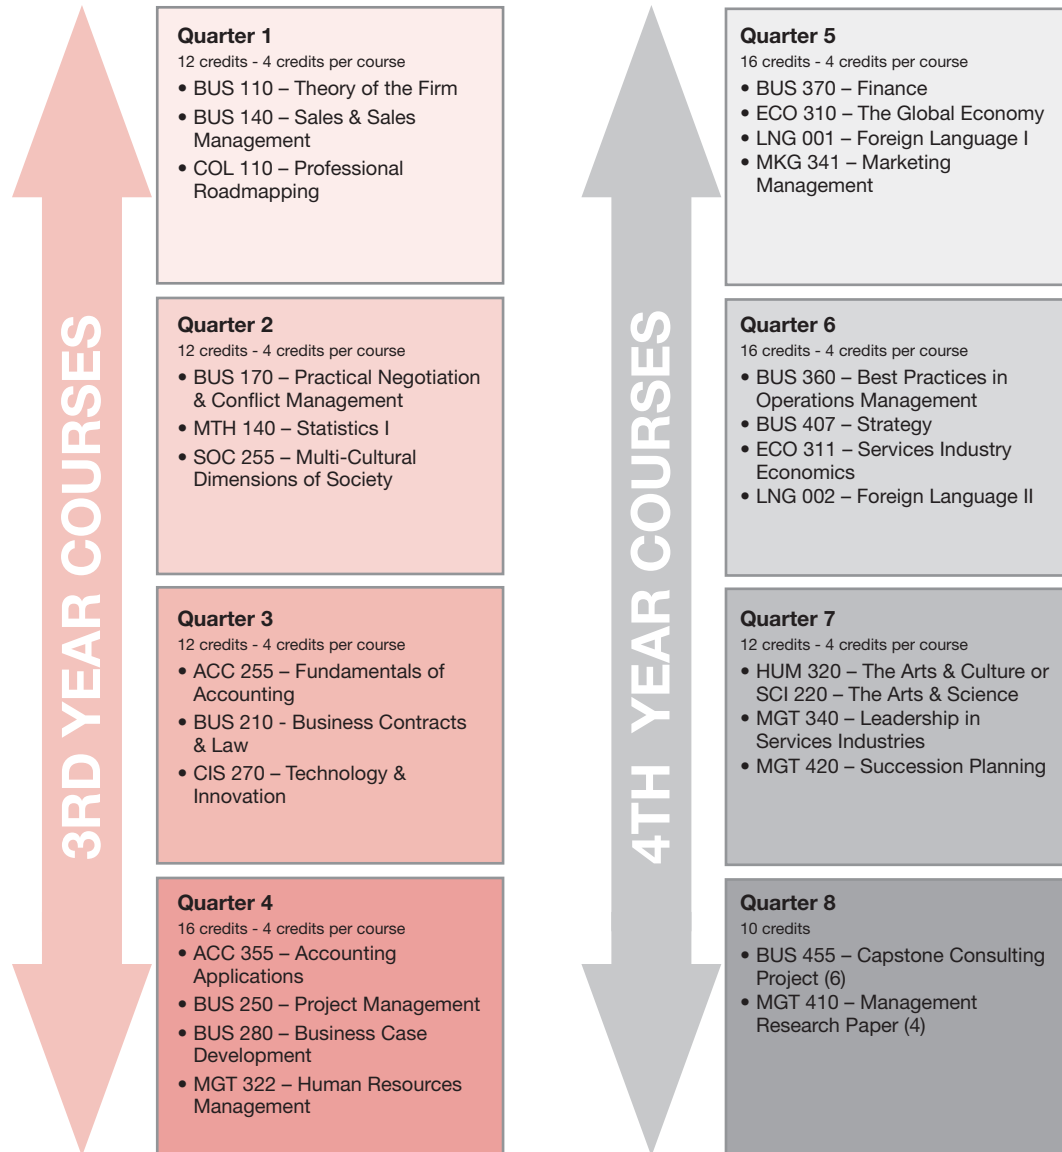 3RD YEAR COURSES
Quarter 1
12 credits - 4 credits per course
• BUS 110 – Theory of the Firm
• BUS 140 – Sales & Sales
Management
• COL 110 – Professional
Roadmapping
Quarter 2
12 credits - 4 credits per course
• BUS 170 – Practical Negotiation
& Conflict Management
• MTH 140 – Statistics I
• SOC 255 – Multi-Cultural
Dimensions of Society
Quarter 3
12 credits - 4 credits per course
• ACC 255 – Fundamentals of
Accounting
• BUS 210 - Business Contracts
& Law
• CIS 270 – Technology &
Innovation
Quarter 4
16 credits - 4 credits per course
• ACC 355 – Accounting
Applications
• BUS 250 – Project Management
• BUS 280 – Business Case
Development
• MGT 322 – Human Resources
Management
4TH YEAR COURSES
Quarter 5
16 credits - 4 credits per course
• BUS 370 – Finance
• ECO 310 – The Global Economy
• LNG 001 – Foreign Language I
• MKG 341 – Marketing
Management
Quarter 6
16 credits - 4 credits per course
• BUS 360 – Best Practices in
Operations Management
• BUS 407 – Strategy
• ECO 311 – Services Industry
Economics
• LNG 002 – Foreign Language II
Quarter 7
12 credits - 4 credits per course
• HUM 320 – The Arts & Culture or
SCI 220 – The Arts & Science
• MGT 340 – Leadership in
Services Industries
• MGT 420 – Succession Planning
Quarter 8
10 credits
• BUS 455 – Capstone Consulting
Project (6)
• MGT 410 – Management
Research Paper (4)